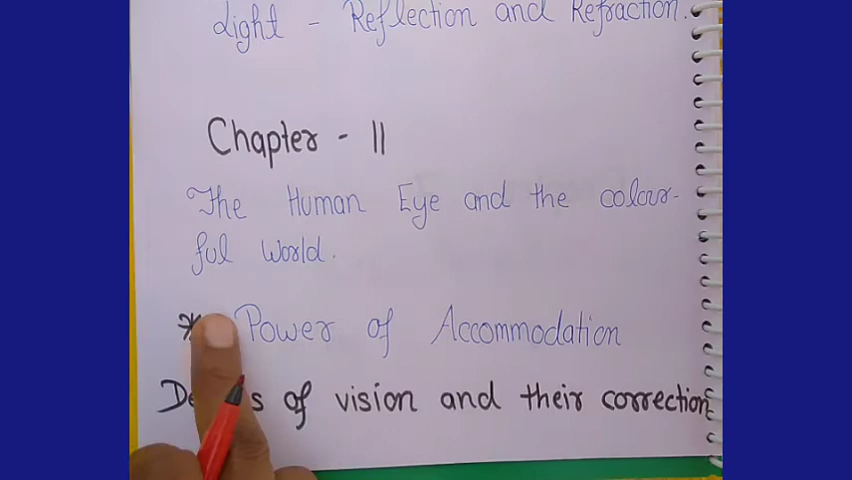 Light - Reflection and Refraction.
Chapter - 11
The Human Eye and the colour-
ful World.
* Power of Accommodation
of vision and their correction